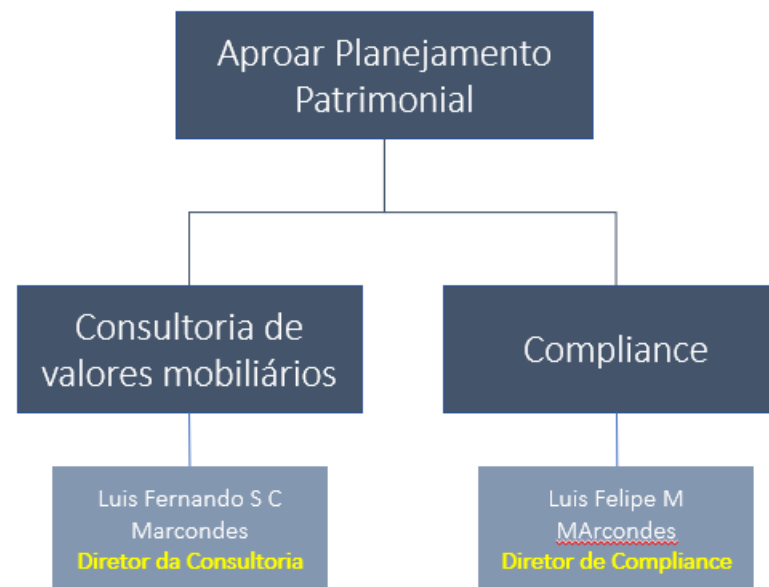 Aproar Planejamento
Patrimonial
Consultoria de
valores mobiliários
Compliance
Luis Fernando S C
Marcondes
Diretor da Consultoria
Luis Felipe M
MArcondes
Diretor de Compliance